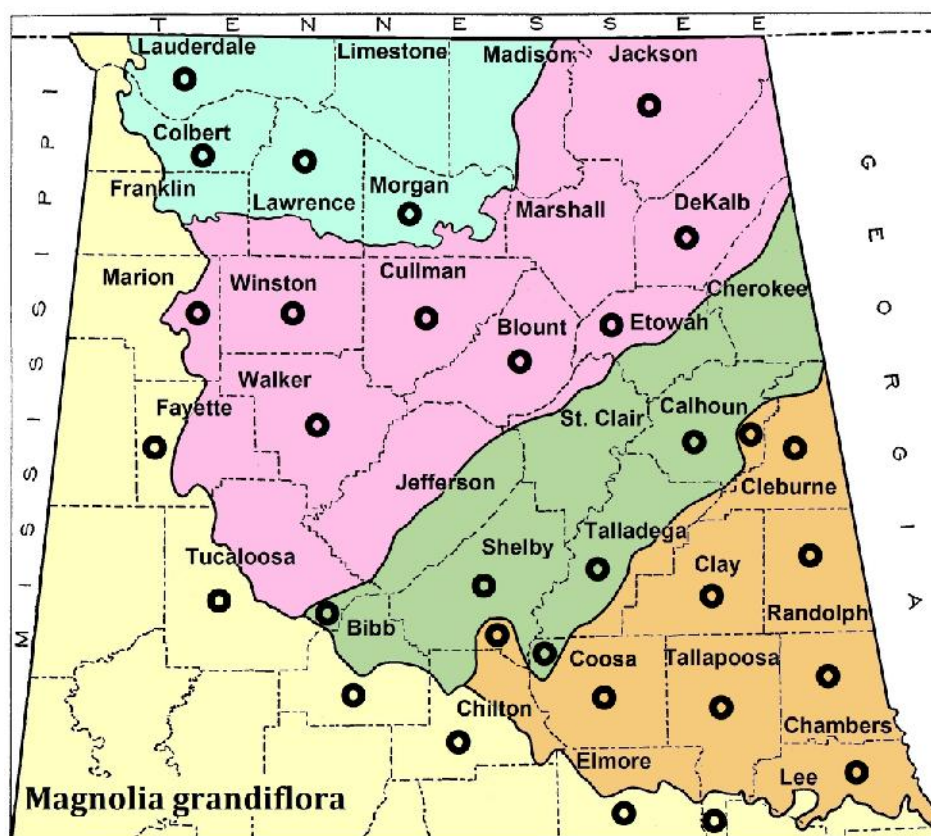 T E N N E S S E E
Lauderdale
Limestone
Madison
Jackson
Colbert
Franklin
Lawrence
Morgan
Marshall
DeKalb
Marion
Winston
Cullman
Cherokee
Blount
Etowah
Walker
Fayette
St. Clair
Calhoun
Jefferson
Cleburne
Tucaloosa
Shelby
Talladega
Clay
Bibb
Randolph
Coosa
Tallapoosa
Chilton
Chambers
Elmore
Lee
Magnolia grandiflora
M I S S I S S I P P I
G E O R G I A